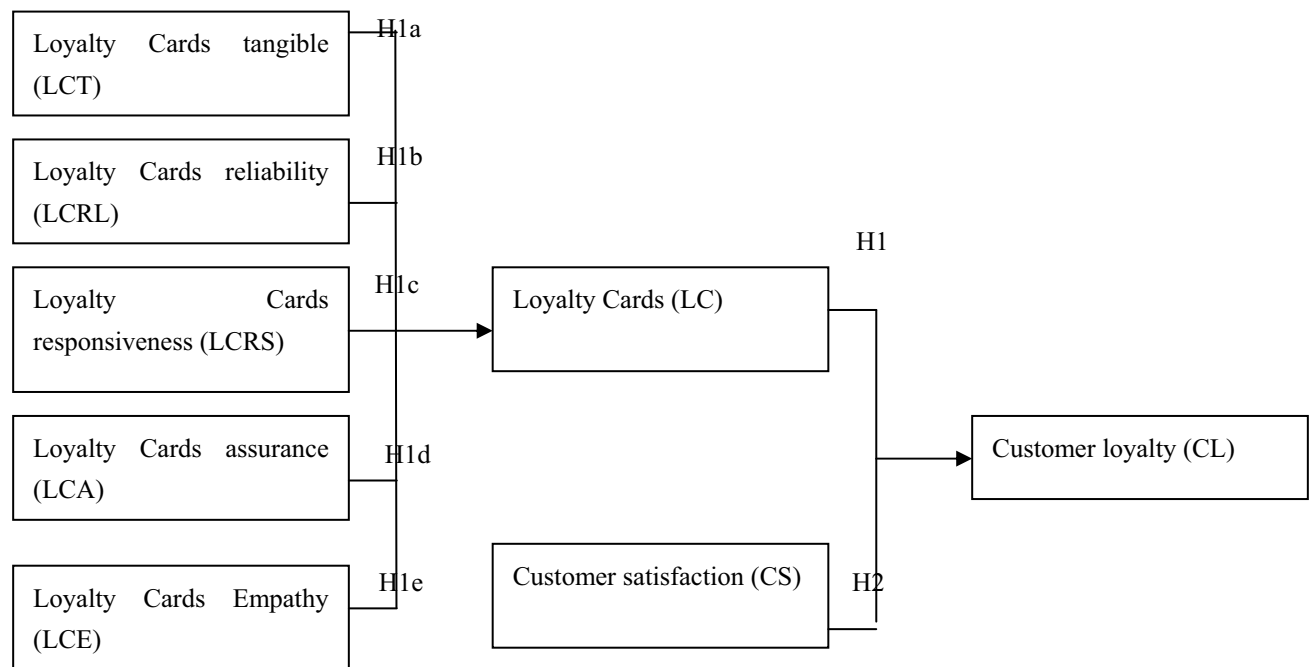 Loyalty Cards tangible
(LCT)
H1a
Loyalty Cards reliability
(LCRL)
H1b
Loyalty Cards
responsiveness (LCRS)
H1c
Loyalty Cards assurance
(LCA)
H1d
Loyalty Cards Empathy
(LCE)
H1e
Loyalty Cards (LC)
H1
Customer satisfaction (CS)
H2
Customer loyalty (CL)